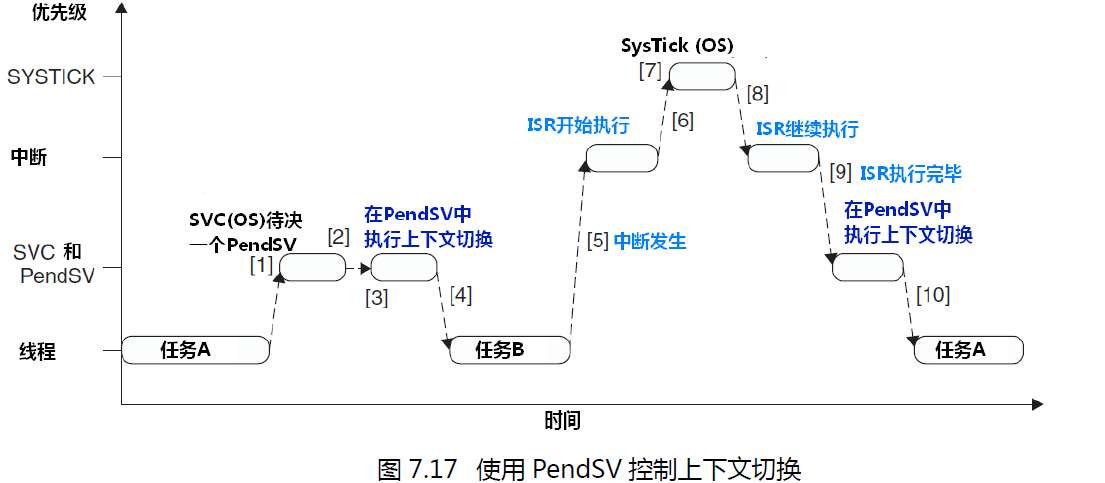 优先级
SysTick (OS)
SYSTICK
[7]
[8]
[6]
ISR开始执行
ISR继续执行
中断
[9] ISR执行完毕
SVC(OS)待决
一个PendSV
[2]
在PendSV中
执行上下文切换
在PendSV中
执行上下文切换
[5] 中断发生
SVC 和
PendSV
[1]
[3]
[4]
[10]
线程
任务A
任务B
任务A
时间
图 7.17 使用 PendSV 控制上下文切换